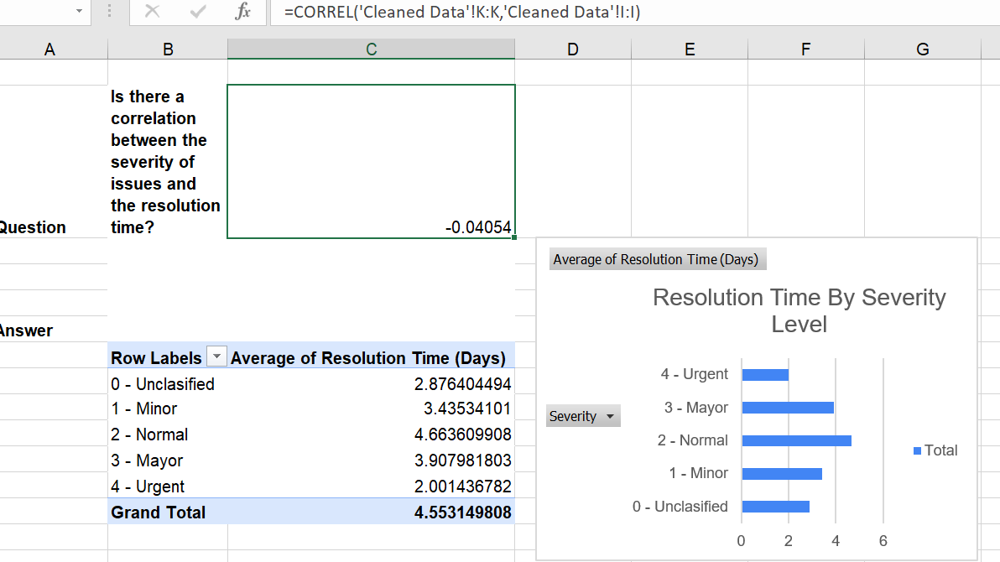 fx =CORREL('Cleaned Data'!K:K,'Cleaned Data'!I:I)
A B C D E F G
Is there a
correlation
between the
severity of
issues and
the resolution
Question time? -0.04054
Answer
Row Labels Average of Resolution Time (Days)
0 - Unclasified 2.876404494
1 - Minor 3.43534101
2 - Normal 4.663609908
3 - Mayor 3.907981803
4 - Urgent 2.001436782
Grand Total 4.553149808
Average of Resolution Time (Days)
Resolution Time By Severity
Level
4 - Urgent
3 - Mayor
Severity
2 - Normal
Total
1 - Minor
0 - Unclasified
0 2 4 6